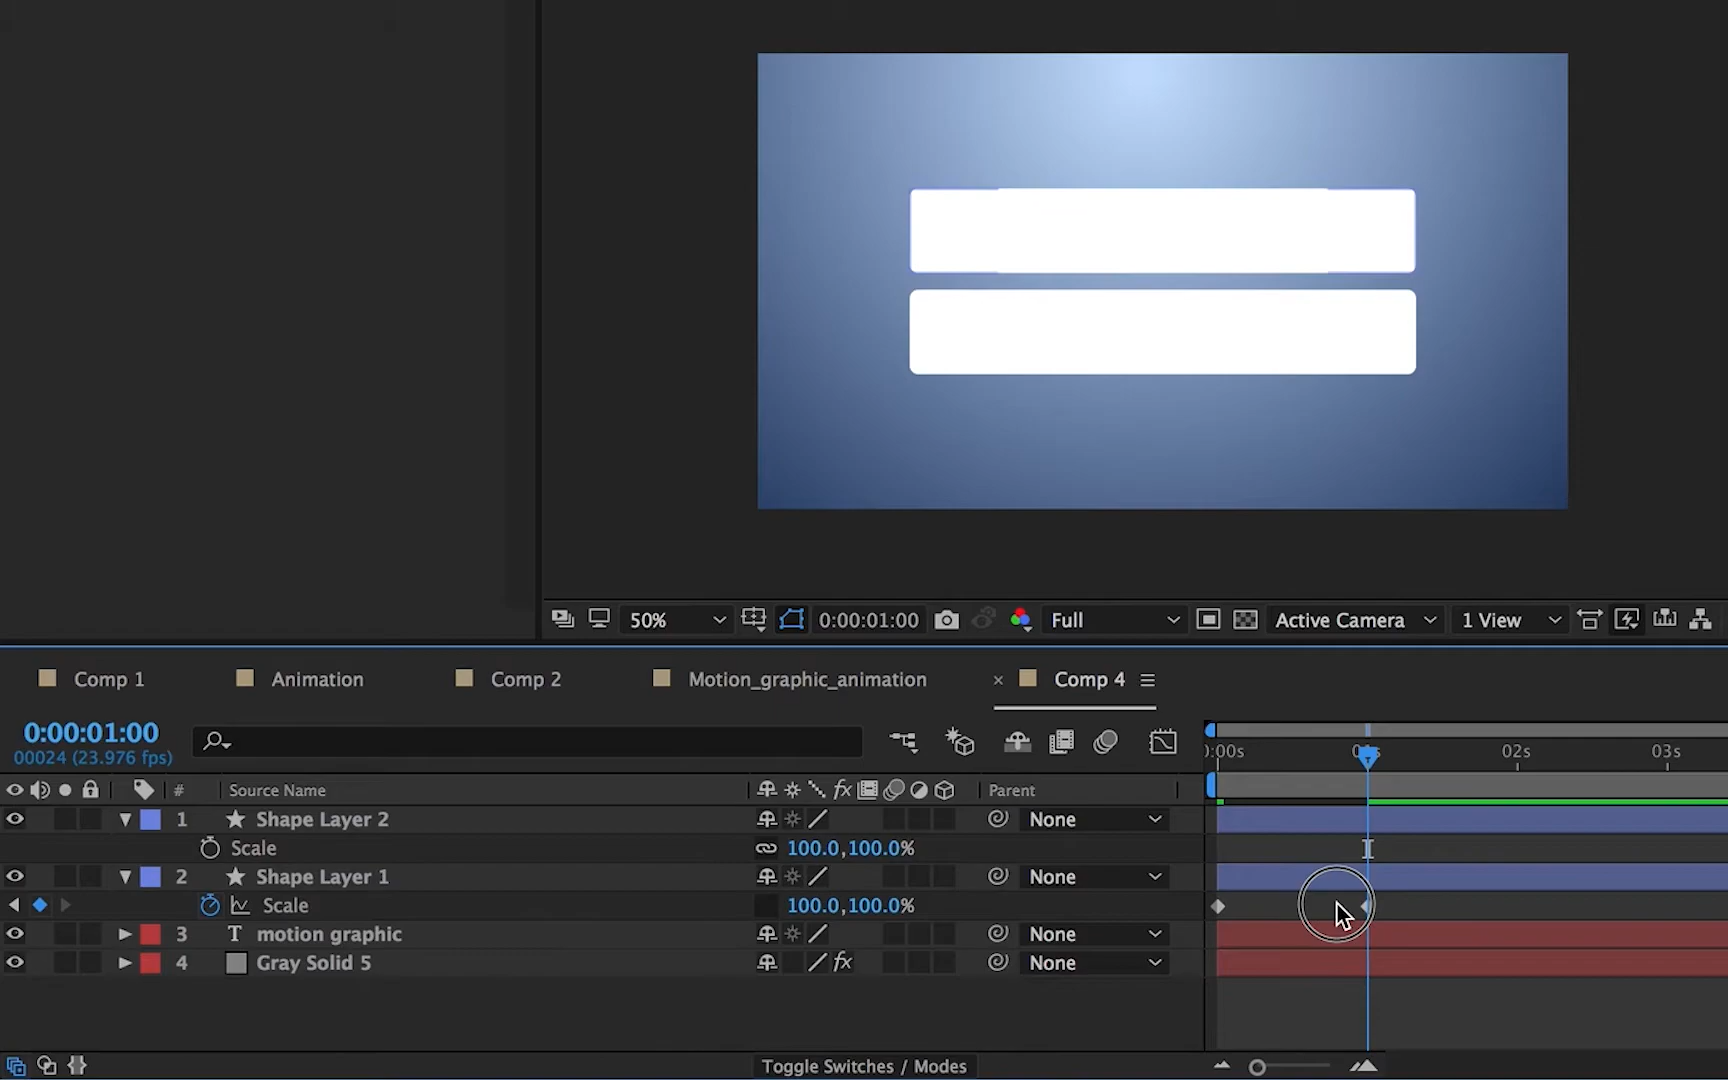 50%
0:00:01:00
Full
Active Camera
1 View
Comp 1
Animation
Comp 2
Motion_graphic_animation
× Comp 4
0:00:01:00
00024 (23.976 fps)
:00s
02s
03s
#
Source Name
fx
Parent
1
Shape Layer 2
None
Scale
100.0,100.0%
2
Shape Layer 1
None
Scale
100.0,100.0%
3
T
motion graphic
None
4
Gray Solid 5
fx
None
Toggle Switches / Modes